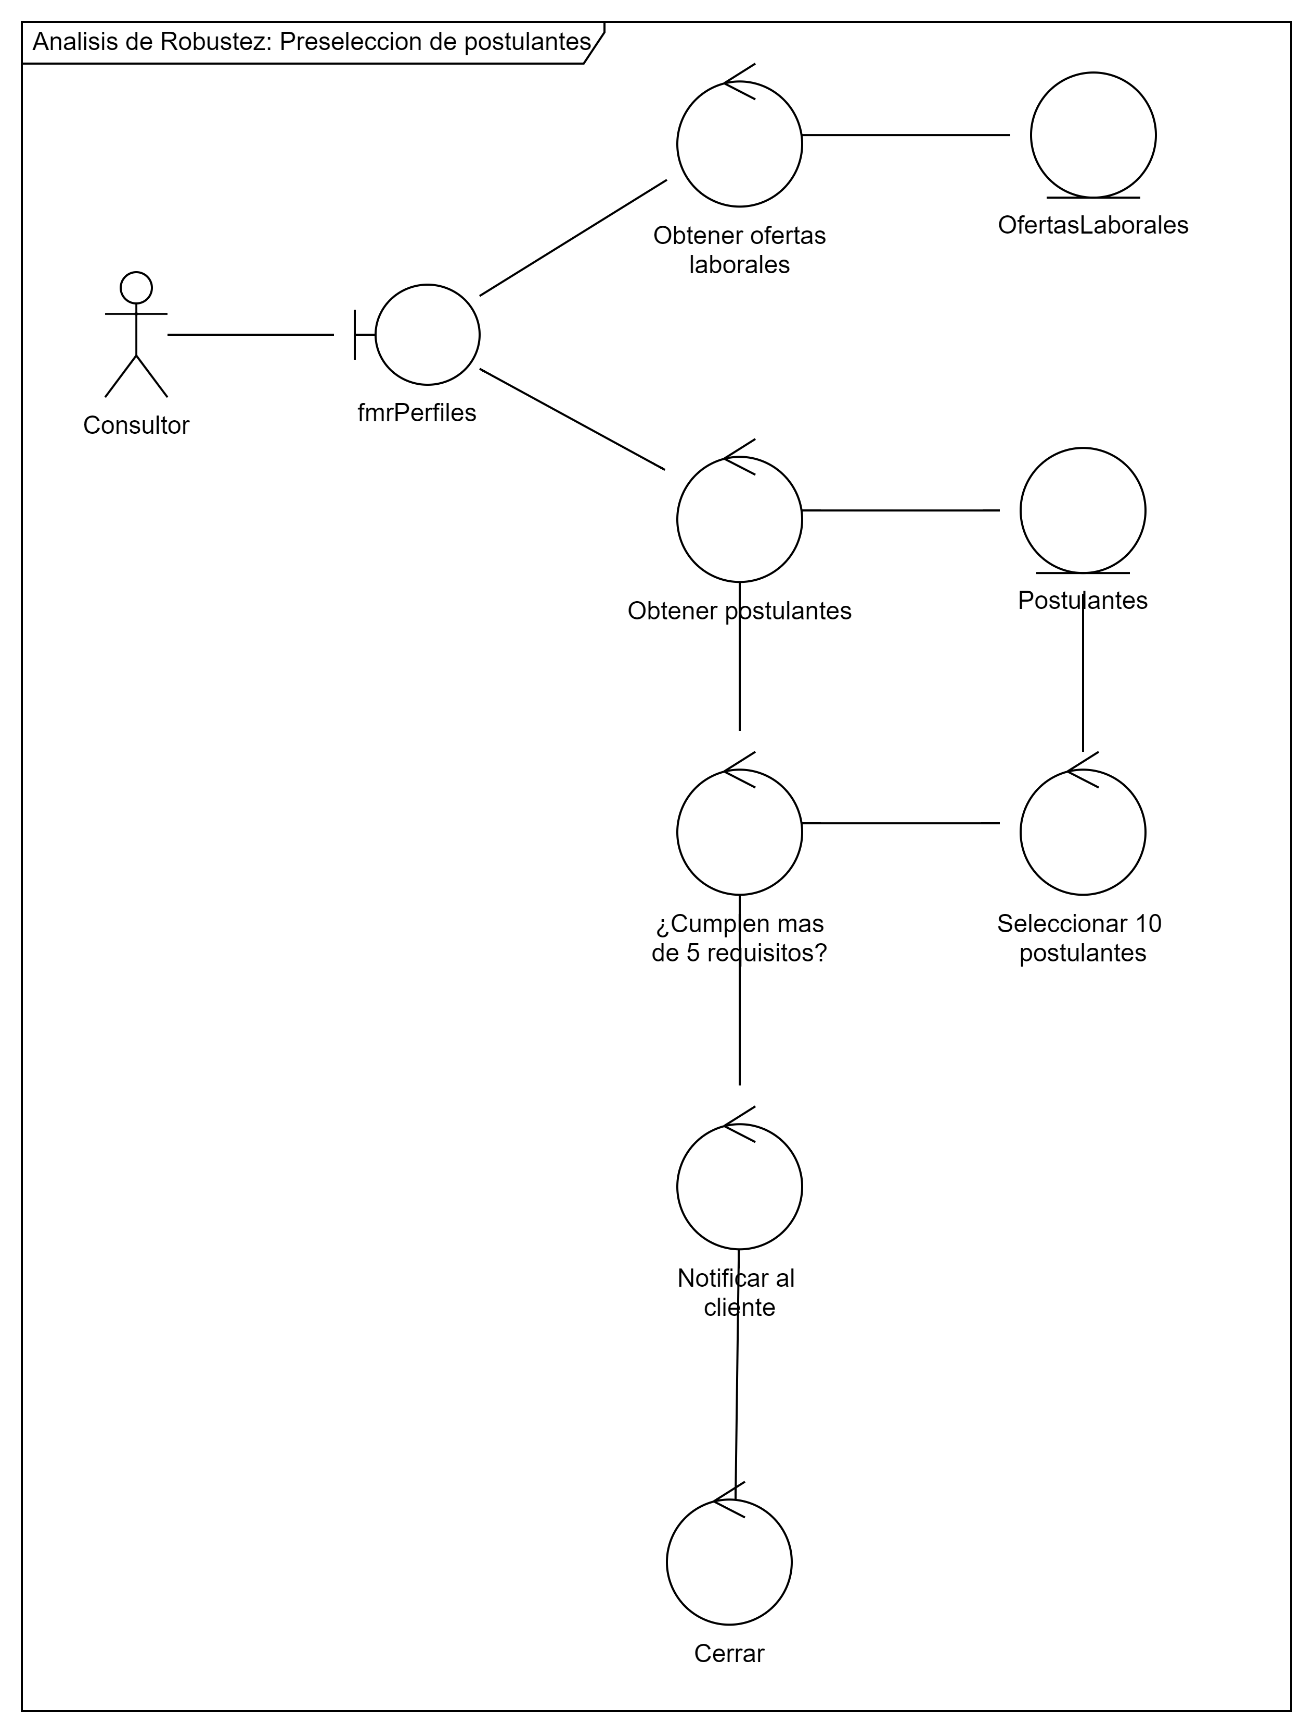 Analisis de Robustez: Preseleccion de postulantes
Obtener ofertas
laborales
OfertasLaborales
Consultor
fmrPerfiles
Obtener postulantes
Postulantes
¿Cumplen mas
de 5 requisitos?
Seleccionar 10
postulantes
Notificar al
cliente
Cerrar